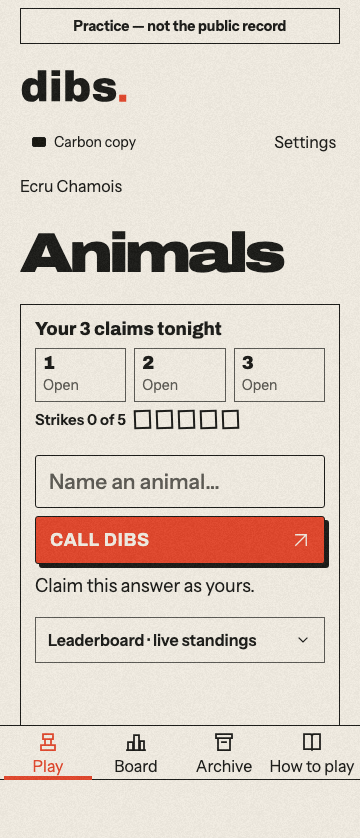 Practice — not the public record
dibs.
Carbon copy
Settings
Ecru Chamois
Animals
Your 3 claims tonight
1
Open
2
Open
3
Open
Strikes 0 of 5
Name an animal...
CALL DIBS
Claim this answer as yours.
Leaderboard · live standings
Play
Board
Archive
How to play